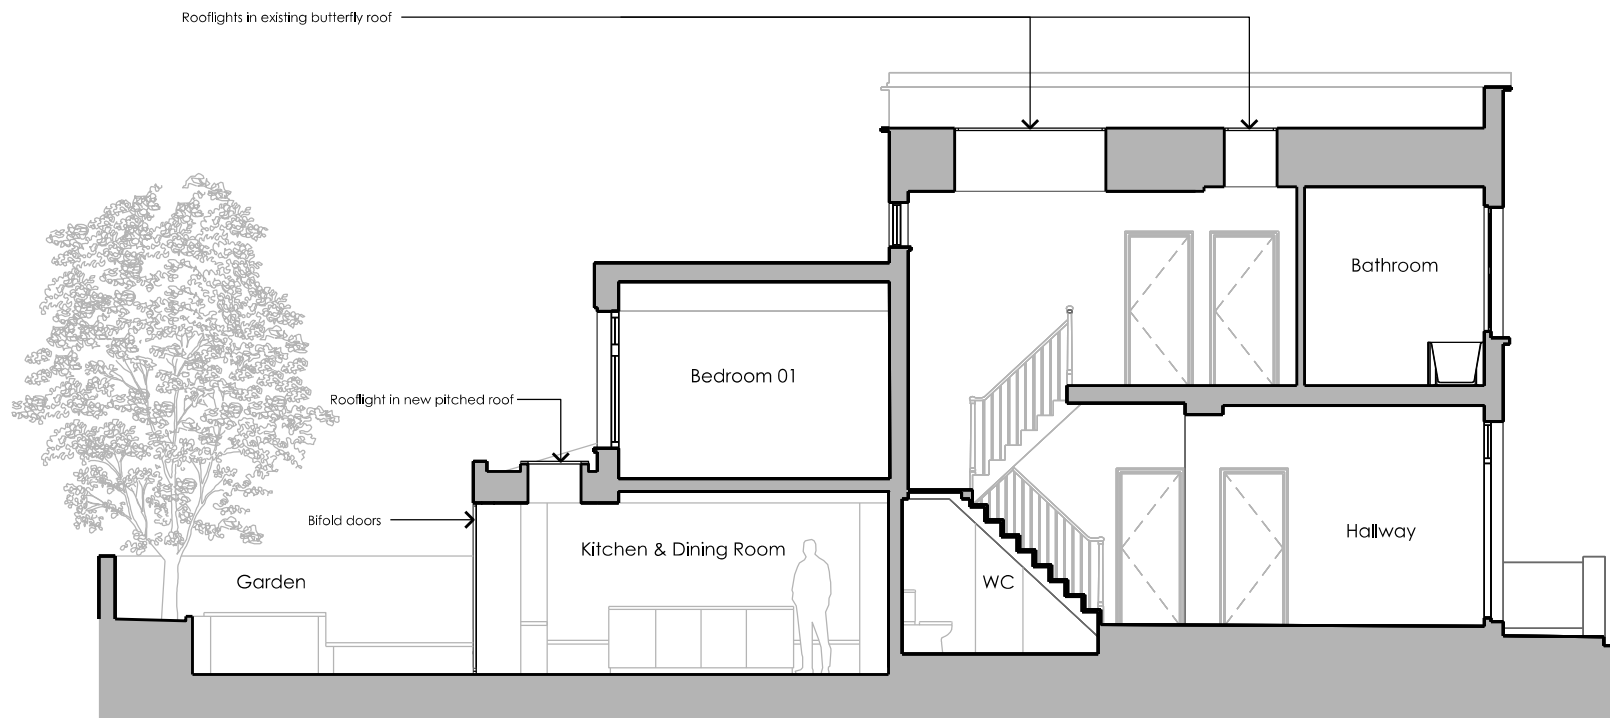 Rooflights in existing butterfly roof
Bathroom
Bedroom 01
Rooflight in new pitched roof
Bifold doors
Kitchen & Dining Room
Hallway
Garden
WC